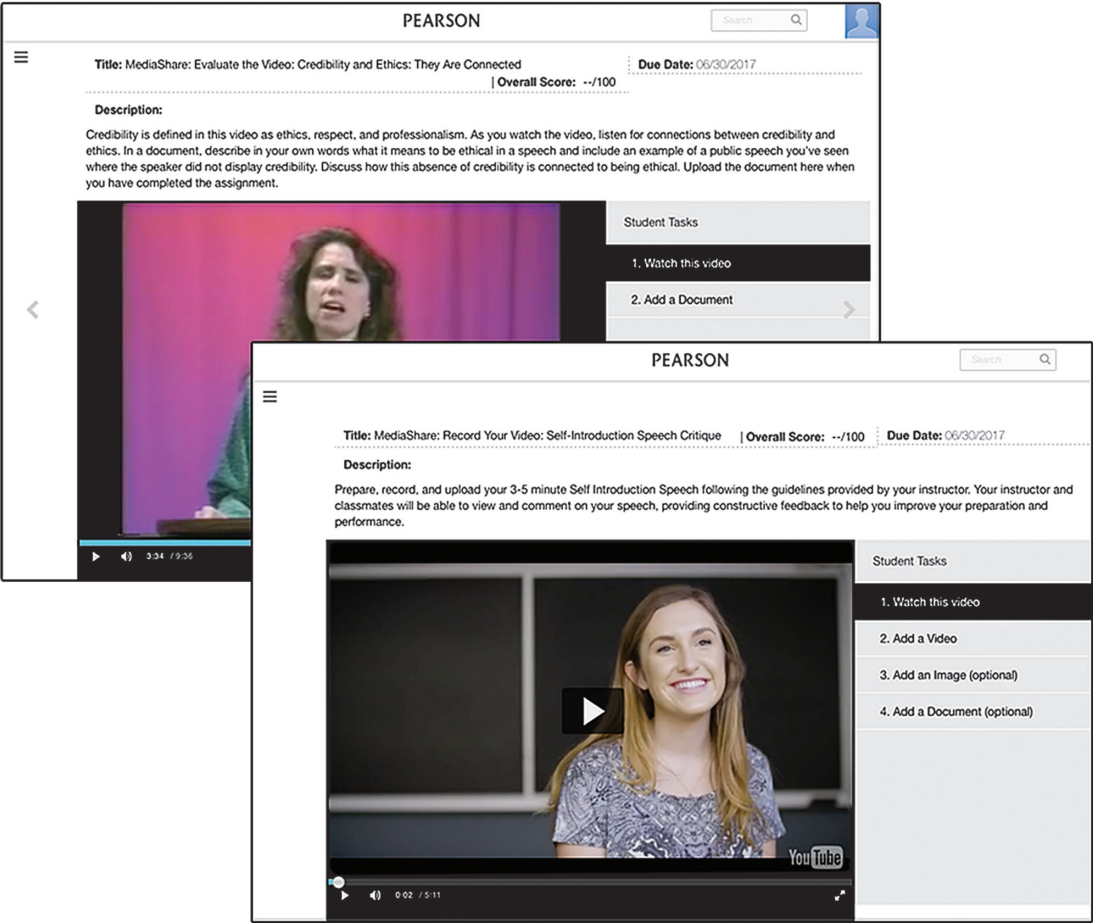 PEARSON
Search
Title: MediaShare: Evaluate the Video: Credibility and Ethics: They Are Connected
| Overall Score: --/100
Due Date: 06/30/2017
Description:
Credibility is defined in this video as ethics, respect, and professionalism. As you watch the video, listen for connections between credibility and
ethics. In a document, describe in your own words what it means to be ethical in a speech and include an example of a public speech you've seen
where the speaker did not display credibility. Discuss how this absence of credibility is connected to being ethical. Upload the document here when
you have completed the assignment.
Student Tasks
1. Watch this video
2. Add a Document
3:34 / 9:36
PEARSON
Search
Title: MediaShare: Record Your Video: Self-Introduction Speech Critique | Overall Score: --/100 Due Date: 06/30/2017
Description:
Prepare, record, and upload your 3-5 minute Self Introduction Speech following the guidelines provided by your instructor. Your instructor and
classmates will be able to view and comment on your speech, providing constructive feedback to help you improve your preparation and
performance.
Student Tasks
1. Watch this video
2. Add a Video
3. Add an Image (optional)
4. Add a Document (optional)
YouTube
0:02 / 5:11